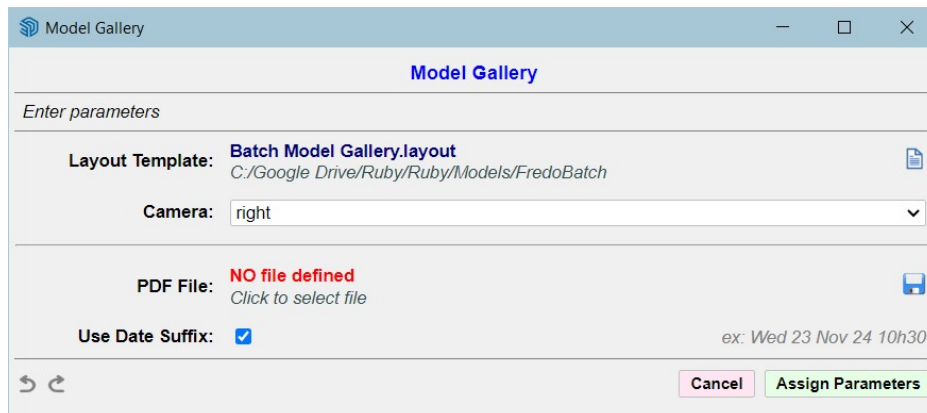 Model Gallery
Model Gallery
Enter parameters
Layout Template:
Batch Model Gallery.layout
C:/Google Drive/Ruby/Ruby/Models/FredoBatch
Camera:
right
PDF File:
NO file defined
Click to select file
Use Date Suffix:
ex: Wed 23 Nov 24 10h30
Cancel
Assign Parameters